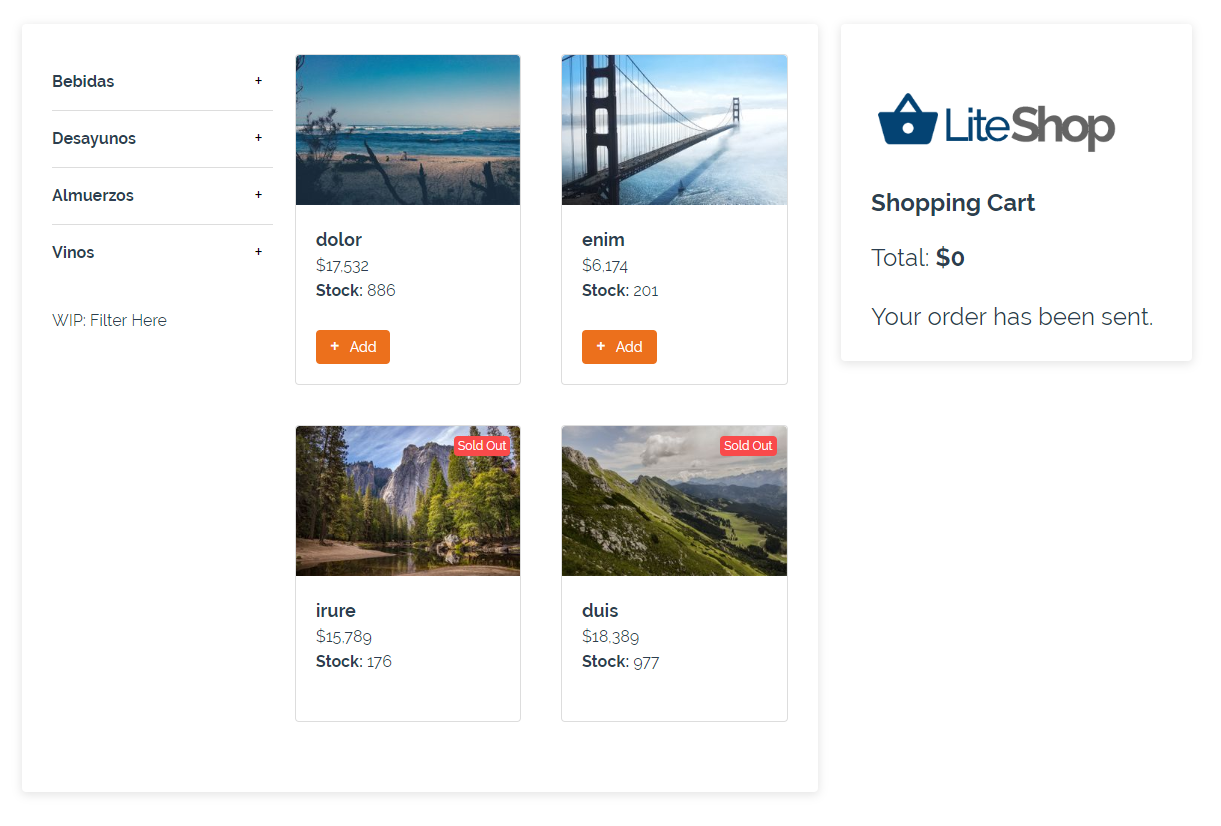 Bebidas +
Desayunos +
Almuerzos +
Vinos +
WIP: Filter Here
dolor
$17,532
Stock: 886
+ Add
enim
$6,174
Stock: 201
+ Add
Sold Out
irure
$15,789
Stock: 176
Sold Out
duis
$18,389
Stock: 977
LiteShop
Shopping Cart
Total: $0
Your order has been sent.